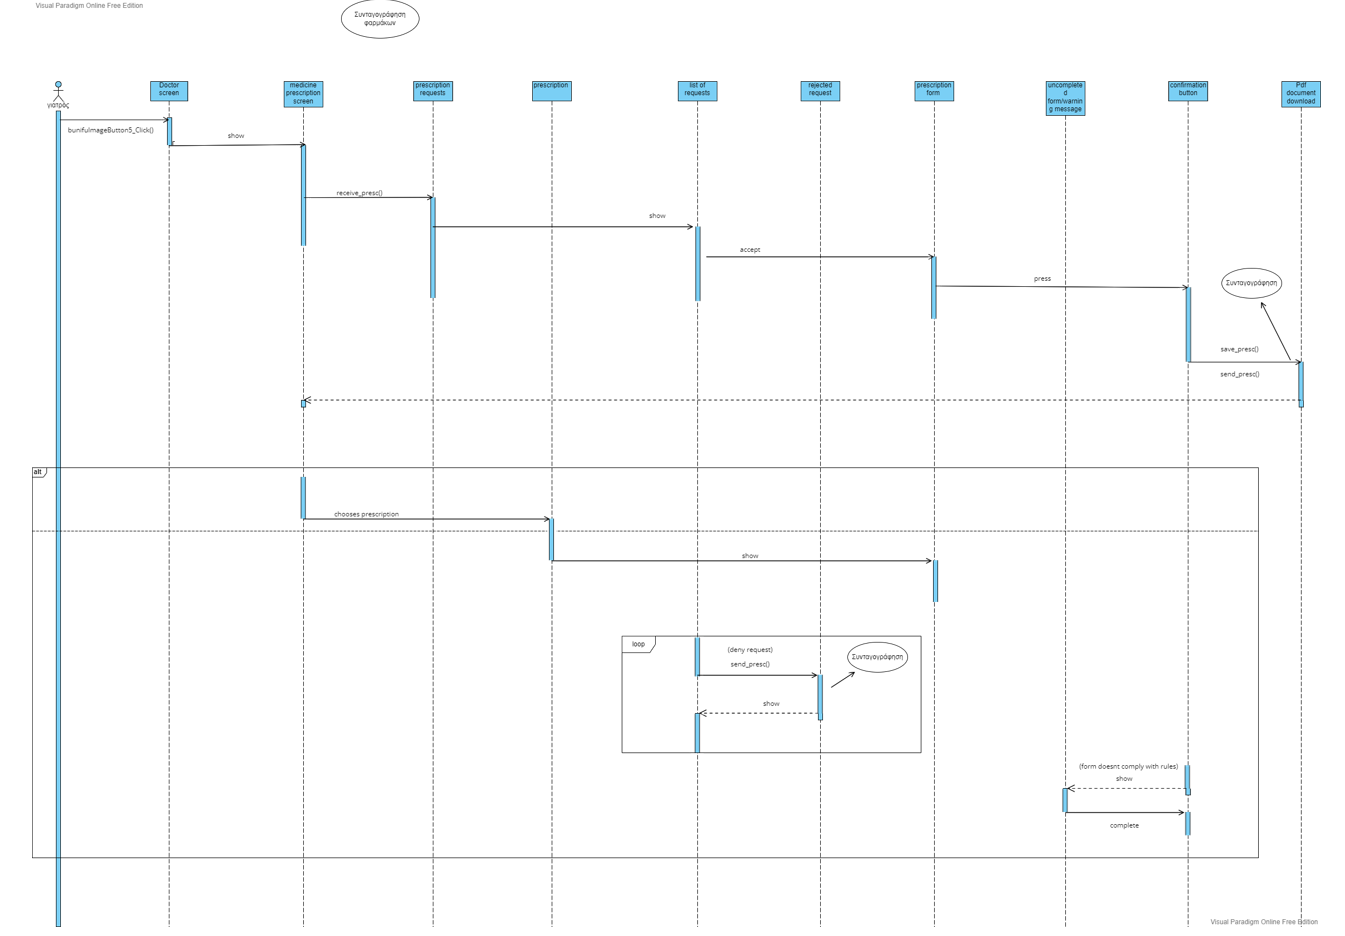 Visual Paradigm Online Free Edition
Συνταγογράφηση
φαρμάκων
γιατρος
Doctor
screen
medicine
prescription
screen
prescription
requests
prescription
list of
requests
rejected
request
prescription
form
uncomplete
d
form/warnin
g message
confirmation
button
Pdf
document
download
bunifuImageButton5_Click()
show
receive_presc()
show
accept
press
Συνταγογράφηση
save_presc()
send_presc()
alt
chooses prescription
show
loop
(deny request)
send_presc()
Συνταγογράφηση
show
(form doesnt comply with rules)
show
complete
Visual Paradigm Online Free Edition